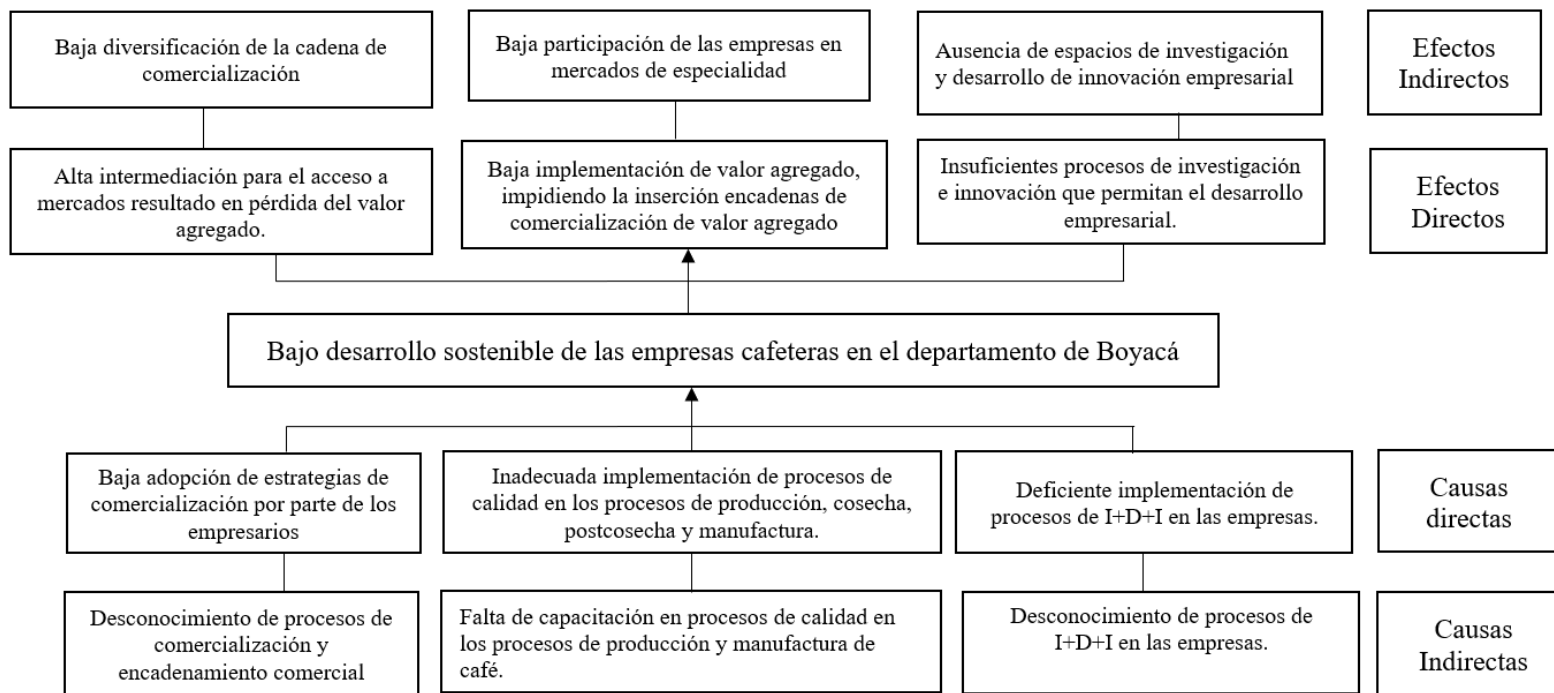 Baja diversificación de la cadena de
comercialización
Baja participación de las empresas en
mercados de especialidad
Ausencia de espacios de investigación
y desarrollo de innovación empresarial
Efectos
Indirectos
Alta intermediación para el acceso a
mercados resultado en pérdida del valor
agregado.
Baja implementación de valor agregado,
impidiendo la inserción encadenas de
comercialización de valor agregado
Insuficientes procesos de investigación
e innovación que permitan el desarrollo
empresarial.
Efectos
Directos
Bajo desarrollo sostenible de las empresas cafeteras en el departamento de Boyacá
Baja adopción de estrategias de
comercialización por parte de los
empresarios
Inadecuada implementación de procesos de
calidad en los procesos de producción, cosecha,
postcosecha y manufactura.
Deficiente implementación de
procesos de I+D+I en las empresas.
Causas
directas
Desconocimiento de procesos de
comercialización y
encadenamiento comercial
Falta de capacitación en procesos de calidad en
los procesos de producción y manufactura de
café.
Desconocimiento de procesos de
I+D+I en las empresas.
Causas
Indirectas